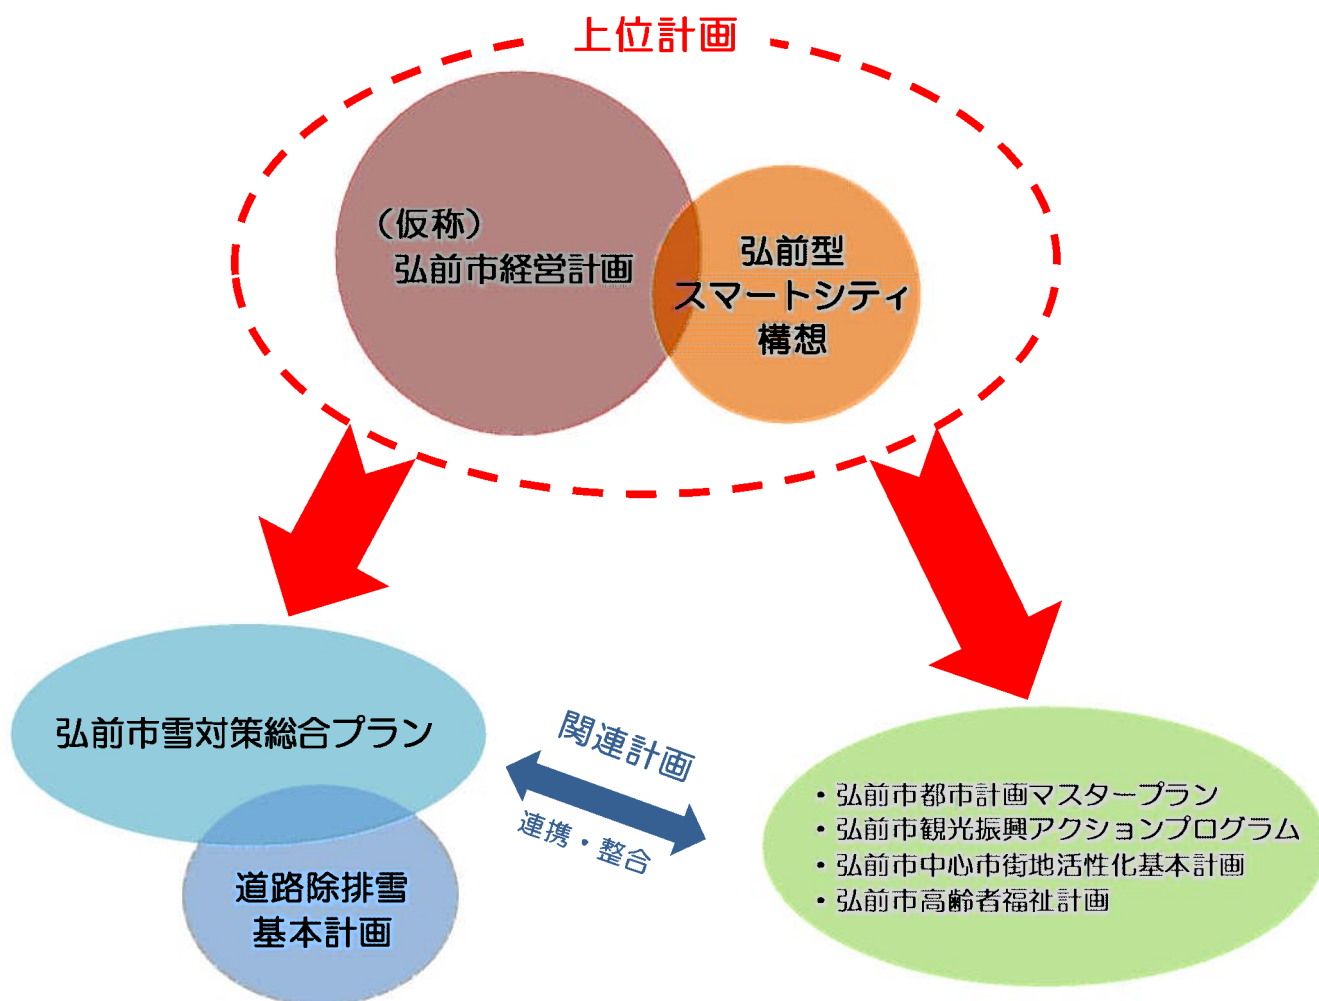 上位計画
（仮称）
弘前市経営計画
弘前型
スマートシティ
構想
弘前市雪対策総合プラン
道路除排雪
基本計画
関連計画
連携・整合
・弘前市都市計画マスタープラン
・弘前市観光振興アクションプログラム
・弘前市中心市街地活性化基本計画
・弘前市高齢者福祉計画